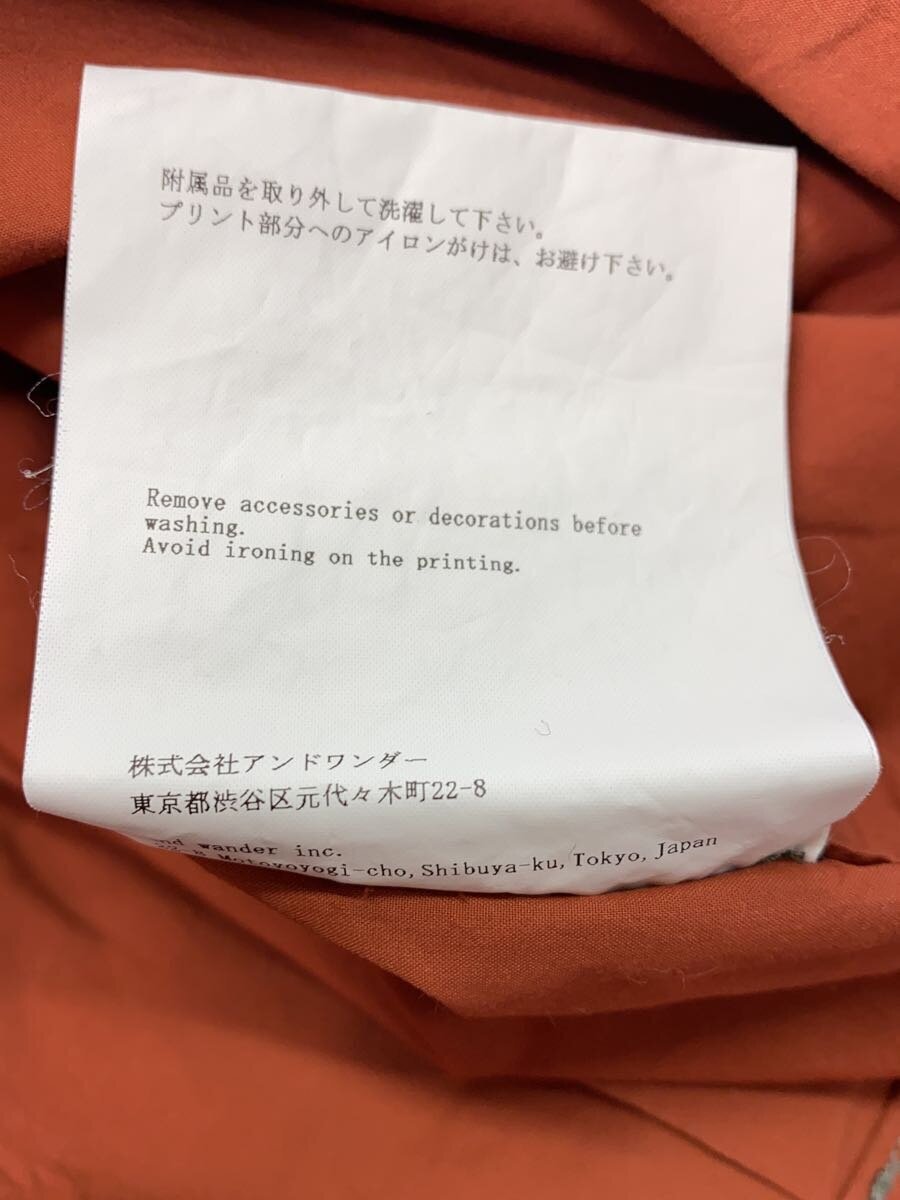 附属品を取り外して洗濯して下さい。
プリント部分へのアイロンがけは、お避け下さい。
Remove accessories or decorations before
washing.
Avoid ironing on the printing.
株式会社アンドワンダー
東京都渋谷区元代々木町22-8
wander inc.
Motoyoyogi-cho, Shibuya-ku, Tokyo, Japan